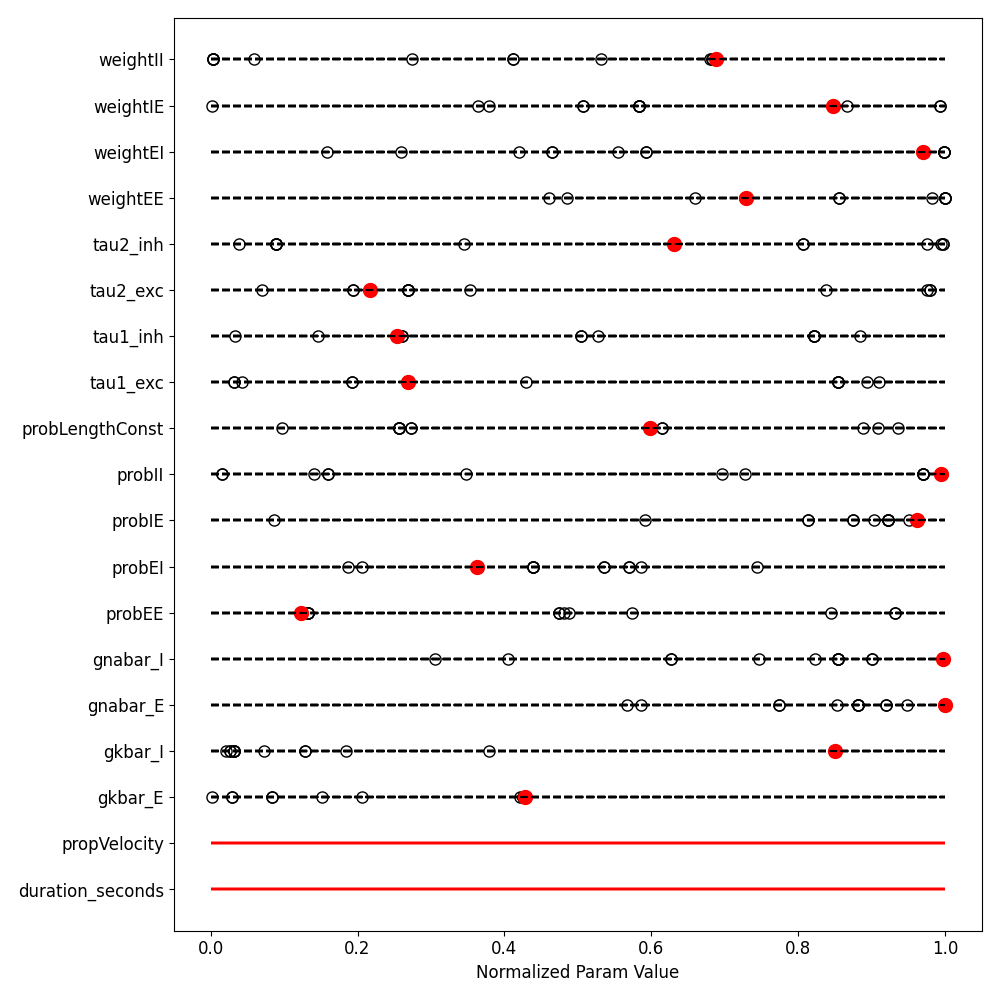 weightII
weightIE
weightEI
weightEE
tau2_inh
tau2_exc
tau1_inh
tau1_exc
probLengthConst
probII
probIE
probEI
probEE
gnabar_I
gnabar_E
gkbar_I
gkbar_E
propVelocity
duration_seconds
0.0 0.2 0.4 0.6 0.8 1.0
Normalized Param Value